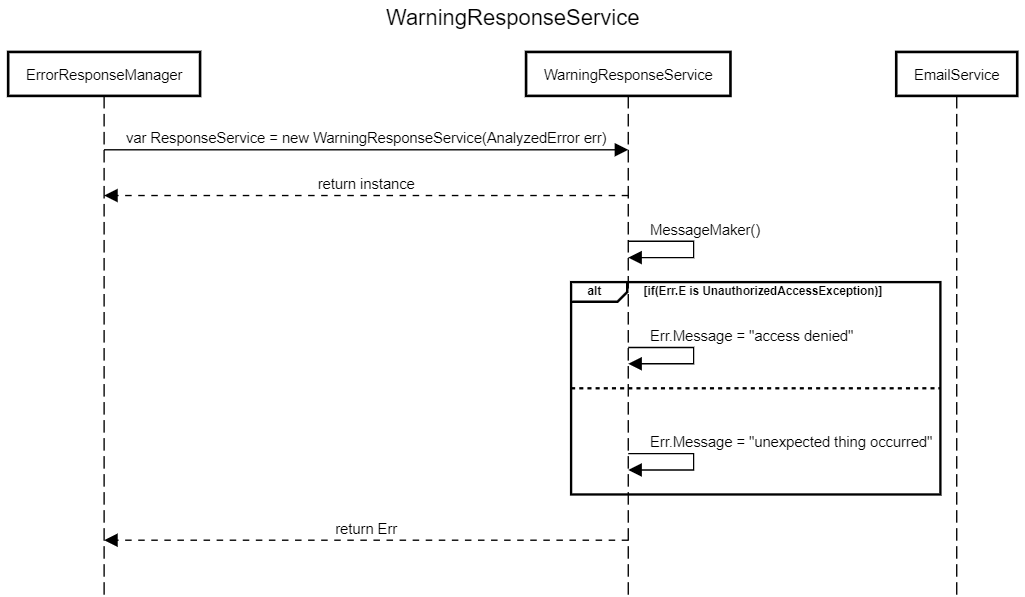 WarningResponseService
ErrorResponseManager
WarningResponseService
EmailService
var ResponseService = new WarningResponseService(AnalyzedError err)
return instance
MessageMaker()
alt
[if(Err.E is UnauthorizedAccessException)]
Err.Message = "access denied"
Err.Message = "unexpected thing occurred"
return Err